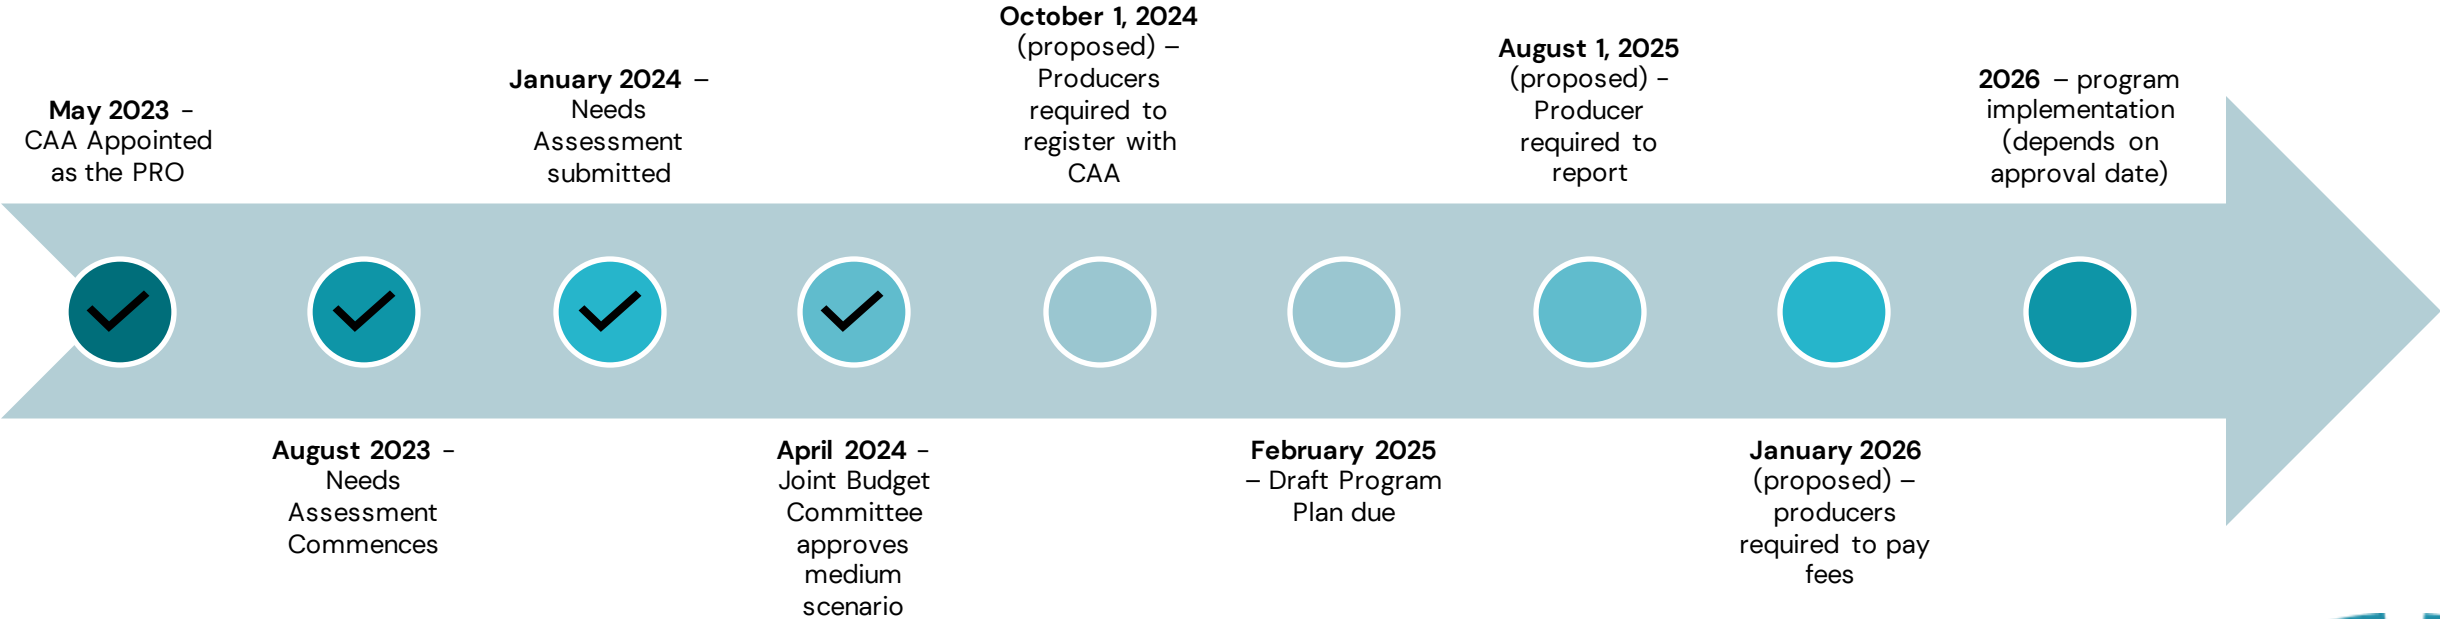 May 2023 -
CAA Appointed
as the PRO
August 2023 -
Needs
Assessment
Commences
January 2024 –
Needs
Assessment
submitted
April 2024 -
Joint Budget
Committee
approves
medium
scenario
October 1, 2024
(proposed) –
Producers
required to
register with
CAA
February 2025
– Draft Program
Plan due
August 1, 2025
(proposed) -
Producer
required to
report
January 2026
(proposed) –
producers
required to pay
fees
2026 – program
implementation
(depends on
approval date)